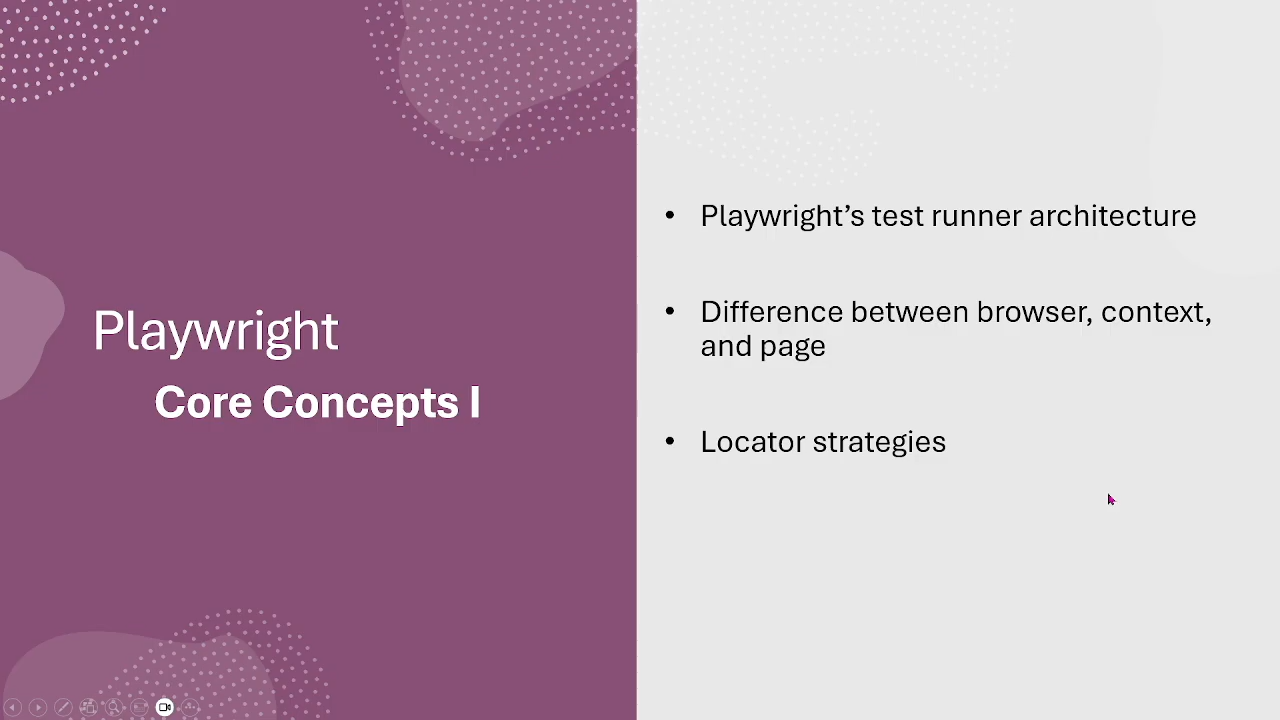 Playwright
Core Concepts I
• Playwright’s test runner architecture
• Difference between browser, context,
and page
• Locator strategies